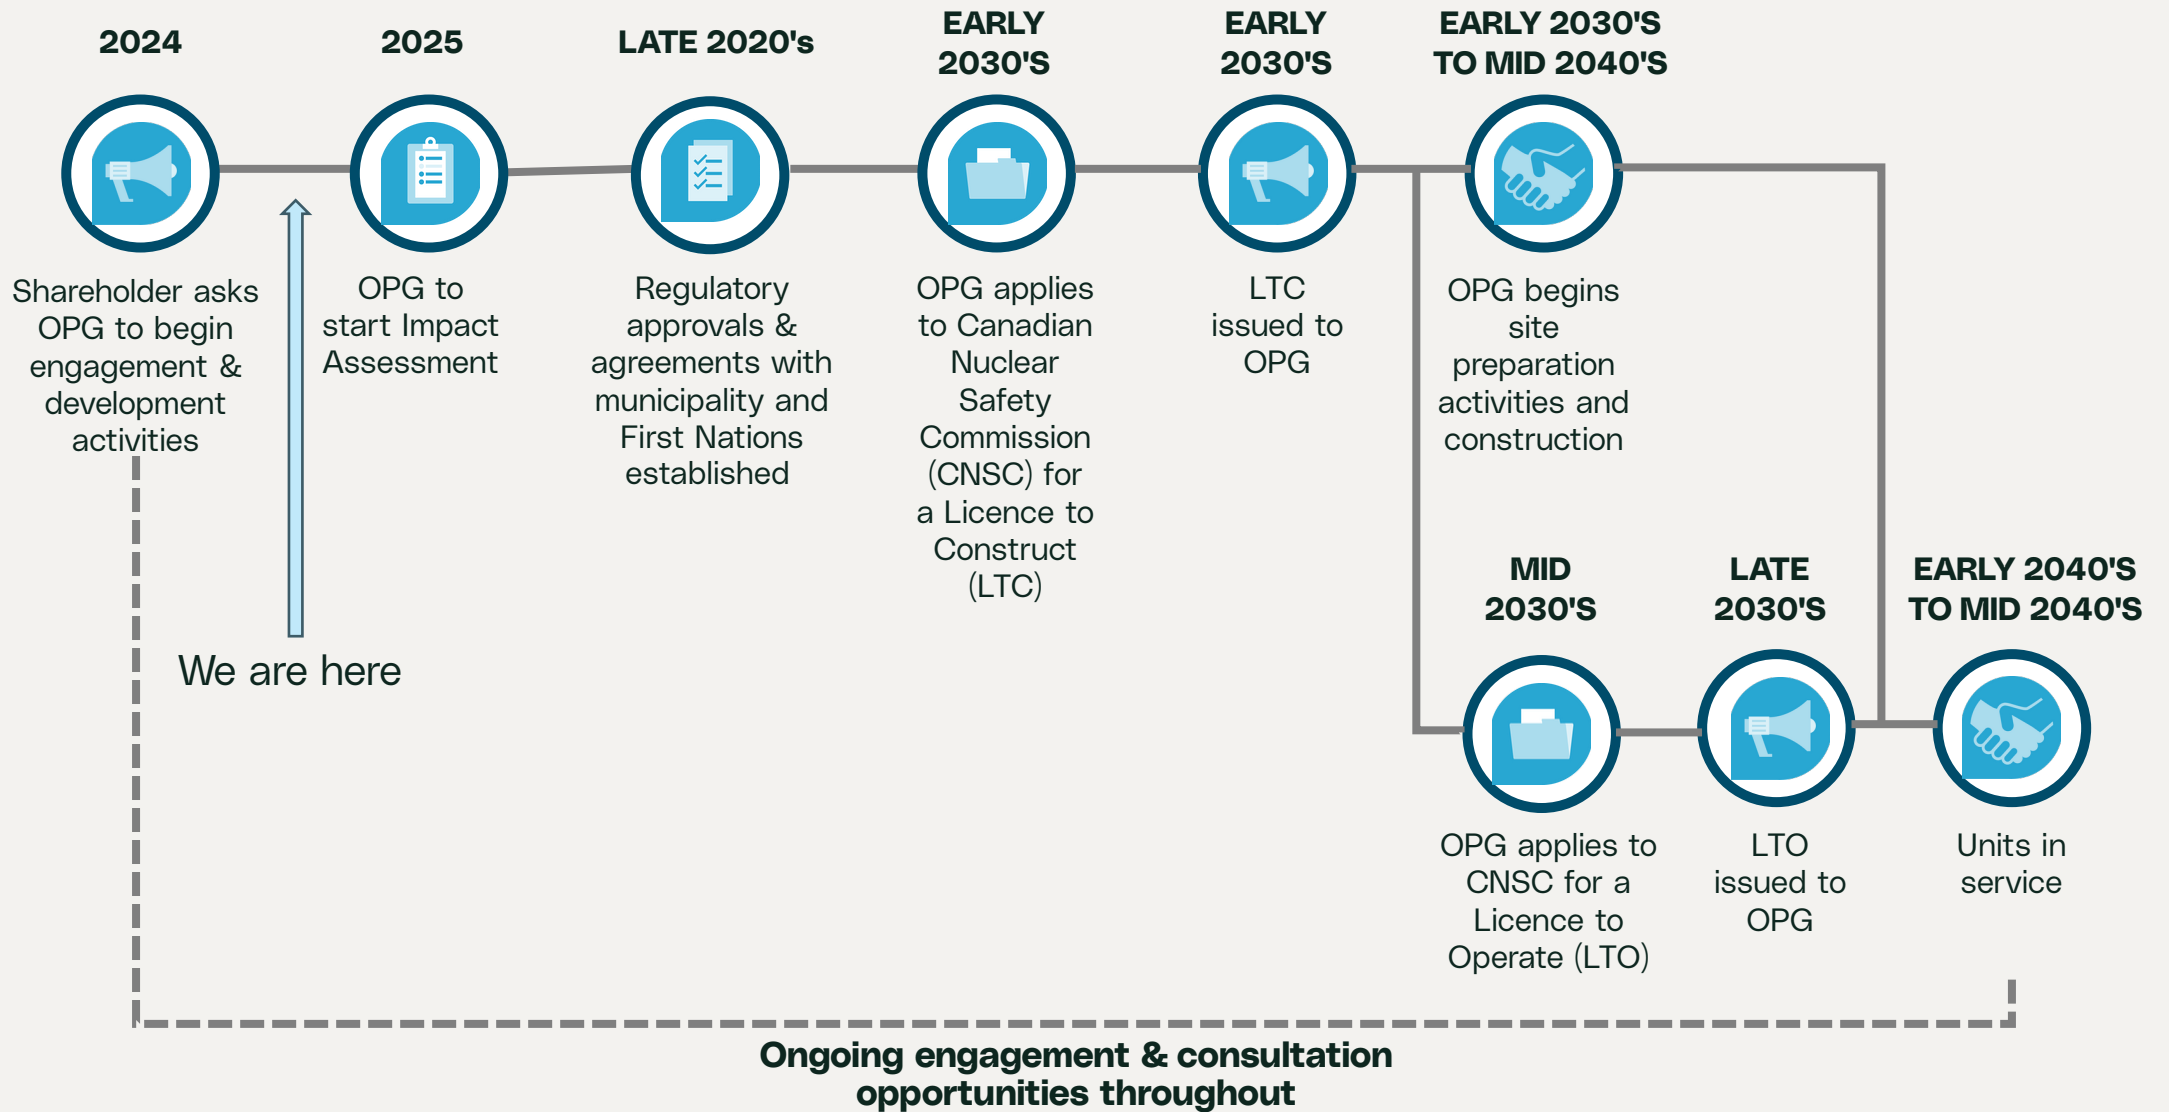 2024
Shareholder asks
OPG to begin
engagement &
development
activities
We are here
2025
OPG to
start Impact
Assessment
LATE 2020's
Regulatory
approvals &
agreements with
municipality and
First Nations
established
EARLY
2030'S
OPG applies
to Canadian
Nuclear
Safety
Commission
(CNSC) for
a Licence to
Construct
(LTC)
EARLY
2030'S
LTC
issued to
OPG
EARLY 2030'S
TO MID 2040'S
OPG begins
site
preparation
activities and
construction
MID
2030'S
OPG applies to
CNSC for a
Licence to
Operate (LTO)
LATE
2030'S
LTO
issued to
OPG
EARLY 2040'S
TO MID 2040'S
Units in
service
Ongoing engagement & consultation
opportunities throughout